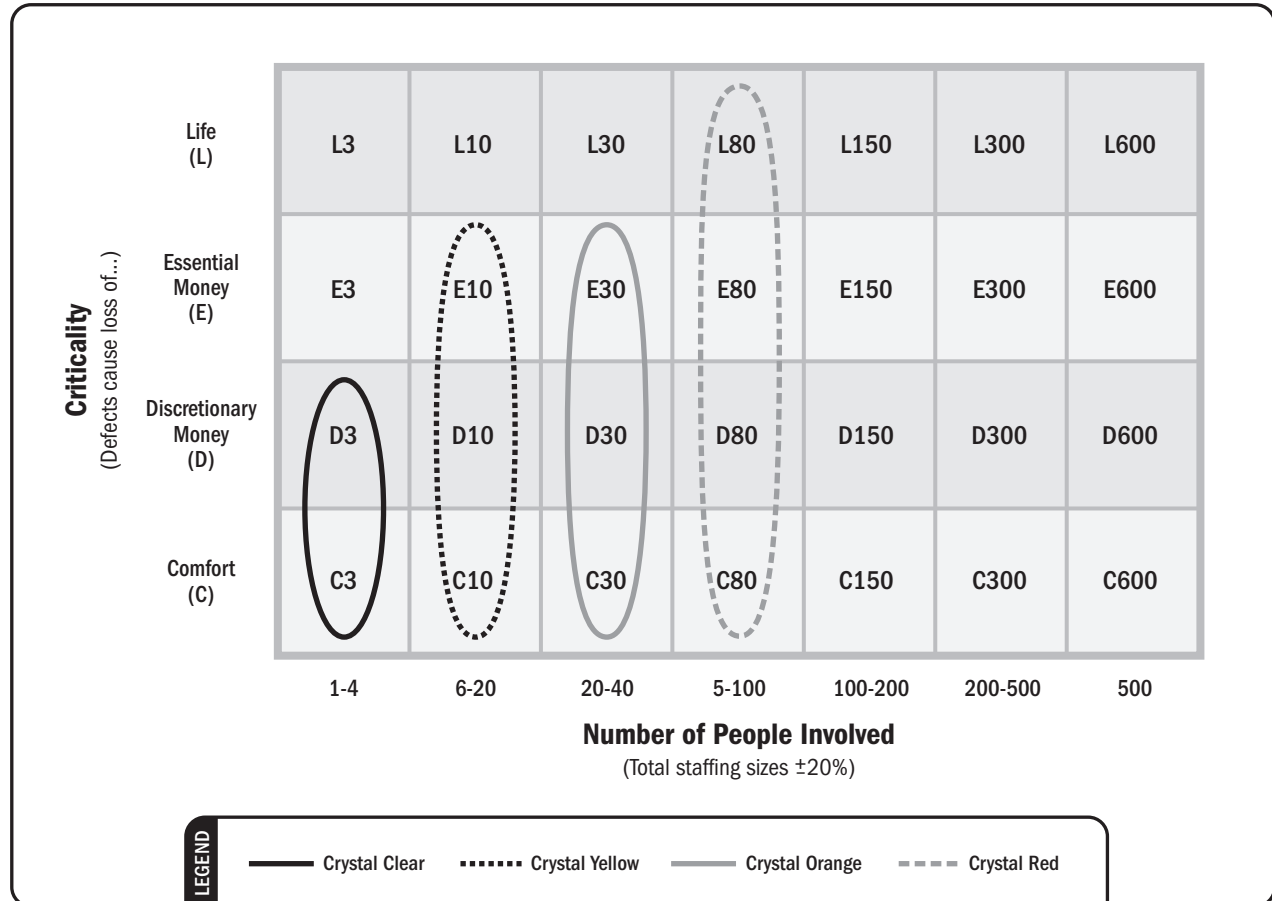 Criticality
(Defects cause loss of...)
Life
(L)
L3 L10 L30 L80 L150 L300 L600
Essential
Money
(E)
E3 E10 E30 E80 E150 E300 E600
Discretionary
Money
(D)
D3 D10 D30 D80 D150 D300 D600
Comfort
(C)
C3 C10 C30 C80 C150 C300 C600
1-4 6-20 20-40 5-100 100-200 200-500 500
Number of People Involved
(Total staffing sizes ±20%)
LEGEND
Crystal Clear Crystal Yellow Crystal Orange Crystal Red